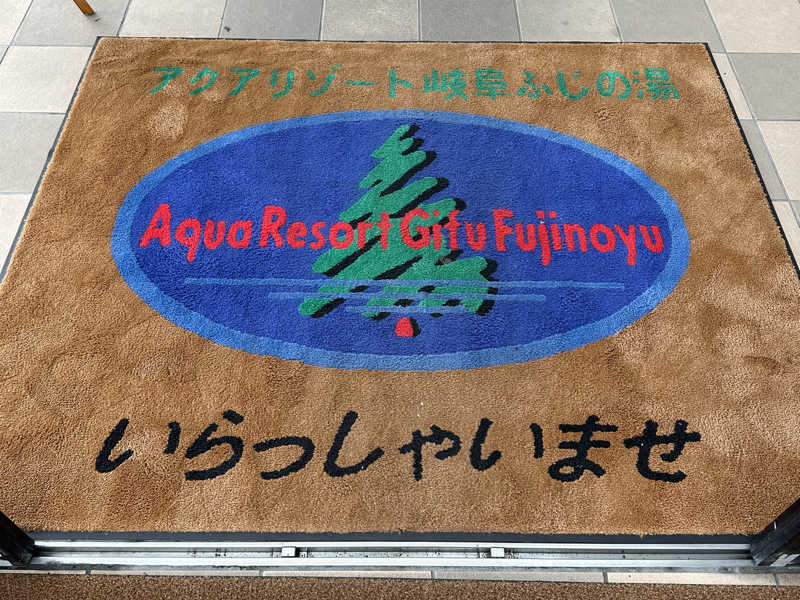 アクアリゾート岐阜ふじの湯
Aqua Resort Gifu Fujinoyu
いらっしゃいませ